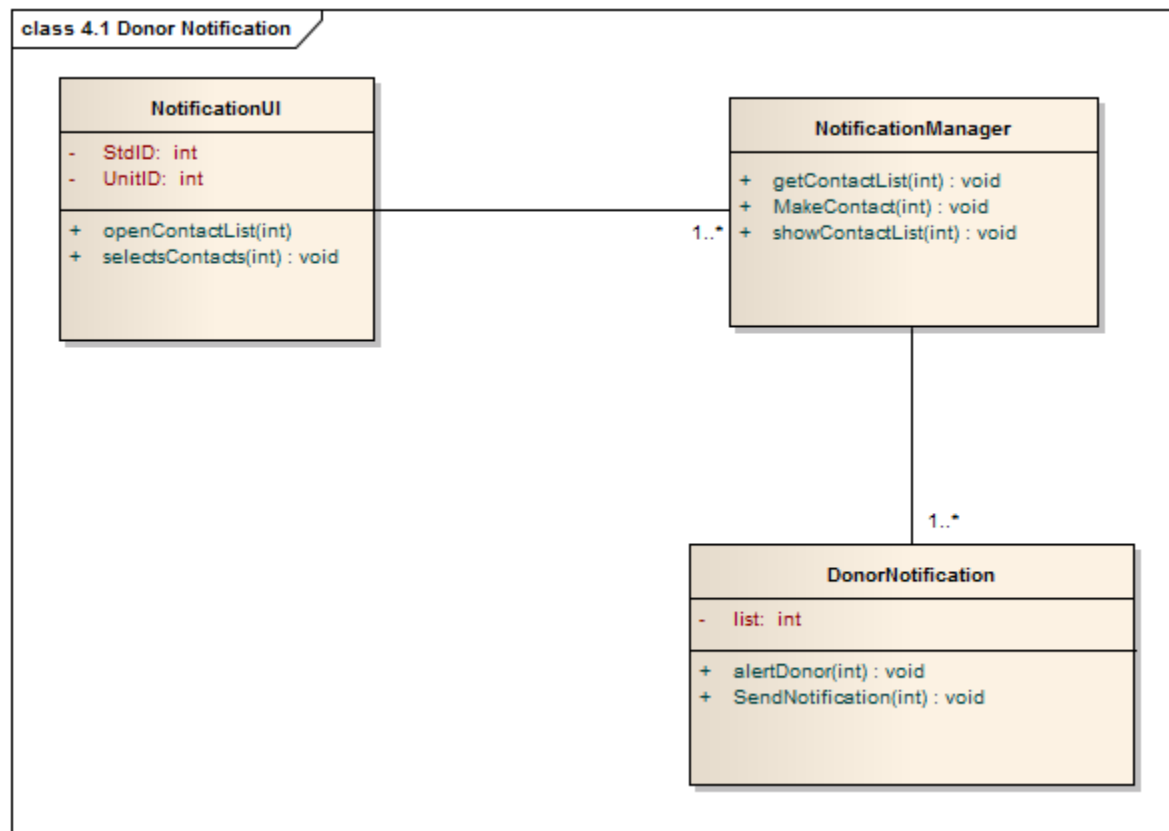 class 4.1 Donor Notification
NotificationUI
- StdID: int
- UnitID: int
+ openContactList(int)
+ selectsContacts(int) : void
NotificationManager
+ getContactList(int) : void
+ MakeContact(int) : void
+ showContactList(int) : void
1..*
1..*
DonorNotification
- list: int
+ alertDonor(int) : void
+ SendNotification(int) : void